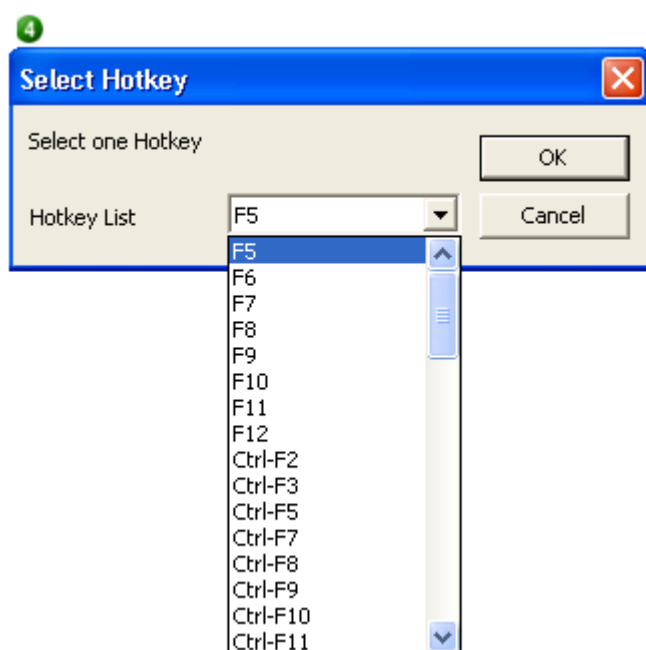 4
Select Hotkey
Select one Hotkey
OK
Hotkey List
F5
Cancel
F5
F6
F7
F8
F9
F10
F11
F12
Ctrl-F2
Ctrl-F3
Ctrl-F5
Ctrl-F7
Ctrl-F8
Ctrl-F9
Ctrl-F10
Ctrl-F11